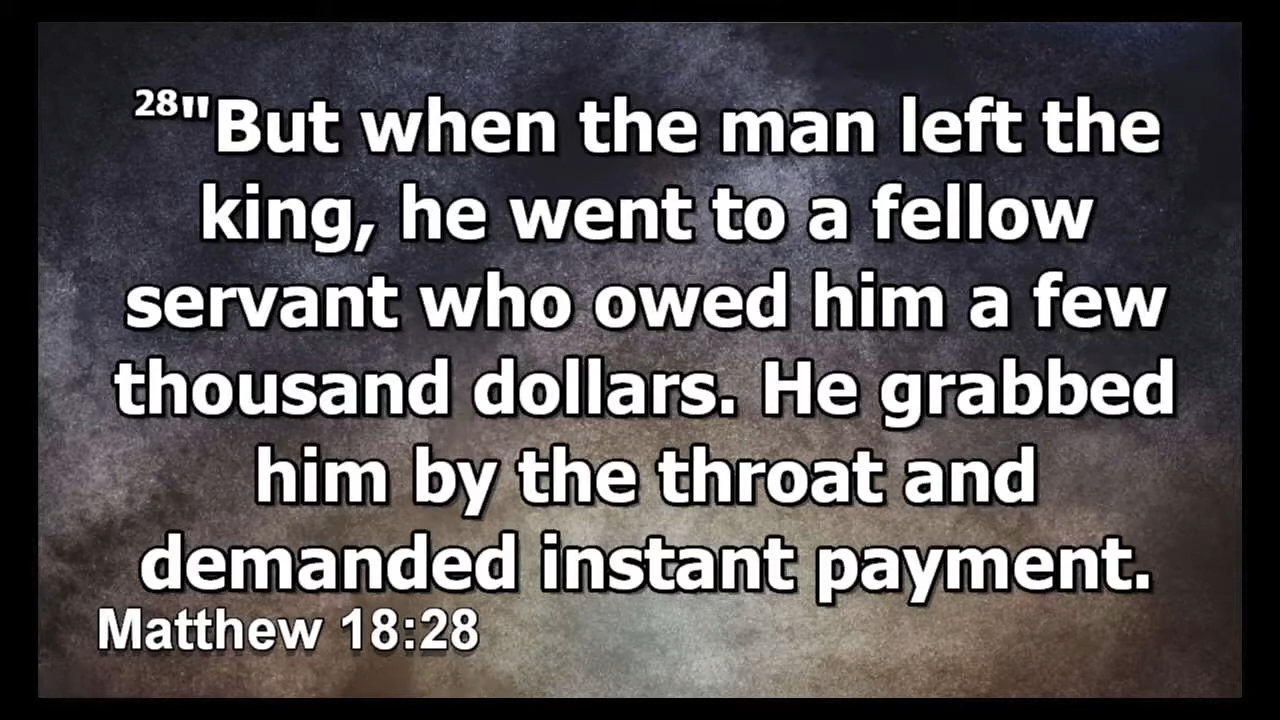 28"But when the man left the
king, he went to a fellow
servant who owed him a few
thousand dollars. He grabbed
him by the throat and
demanded instant payment.
Matthew 18:28